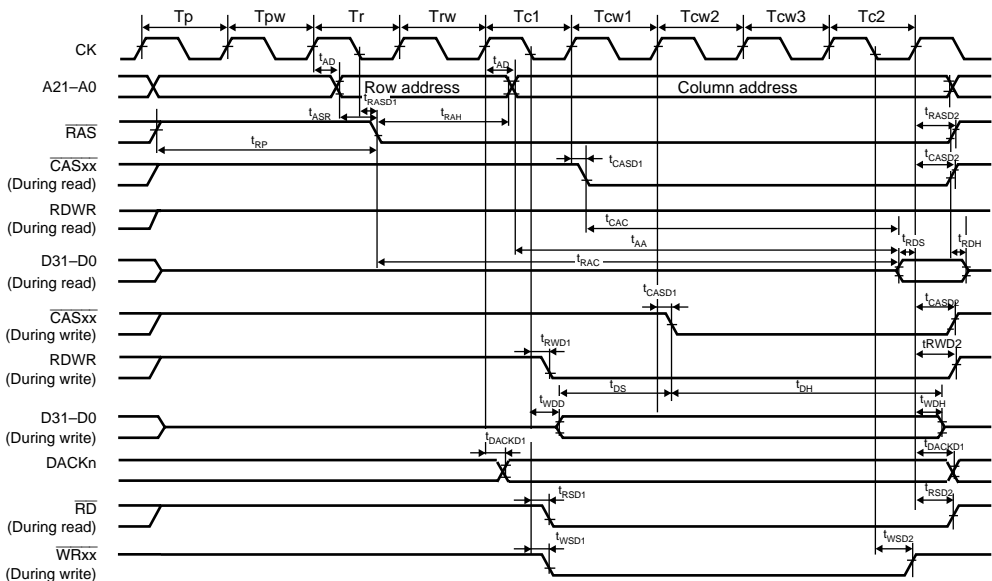 Tp Tpw Tr Trw Tc1 Tcw1 Tcw2 Tcw3 Tc2
CK
tAD tAD
A21–A0 Row address Column address
tRASD1
tASR tRAH tRASD2
RAS
tRP
CASxx tCASD1 tCASD2
(During read)
RDWR
(During read) tCAC
tAA tRDS tRDH
D31–D0 tRAC
(During read)
tCASD1
CASxx tCASD2
(During write)
RDWR tRWD1 tRWD2
(During write)
tDS tDH
tWDD tWDH
D31–D0
(During write)
tDACKD1 tDACKD1
DACKn
RD tRSD1 tRSD2
(During read)
WRxx tWSD1 tWSD2
(During write)